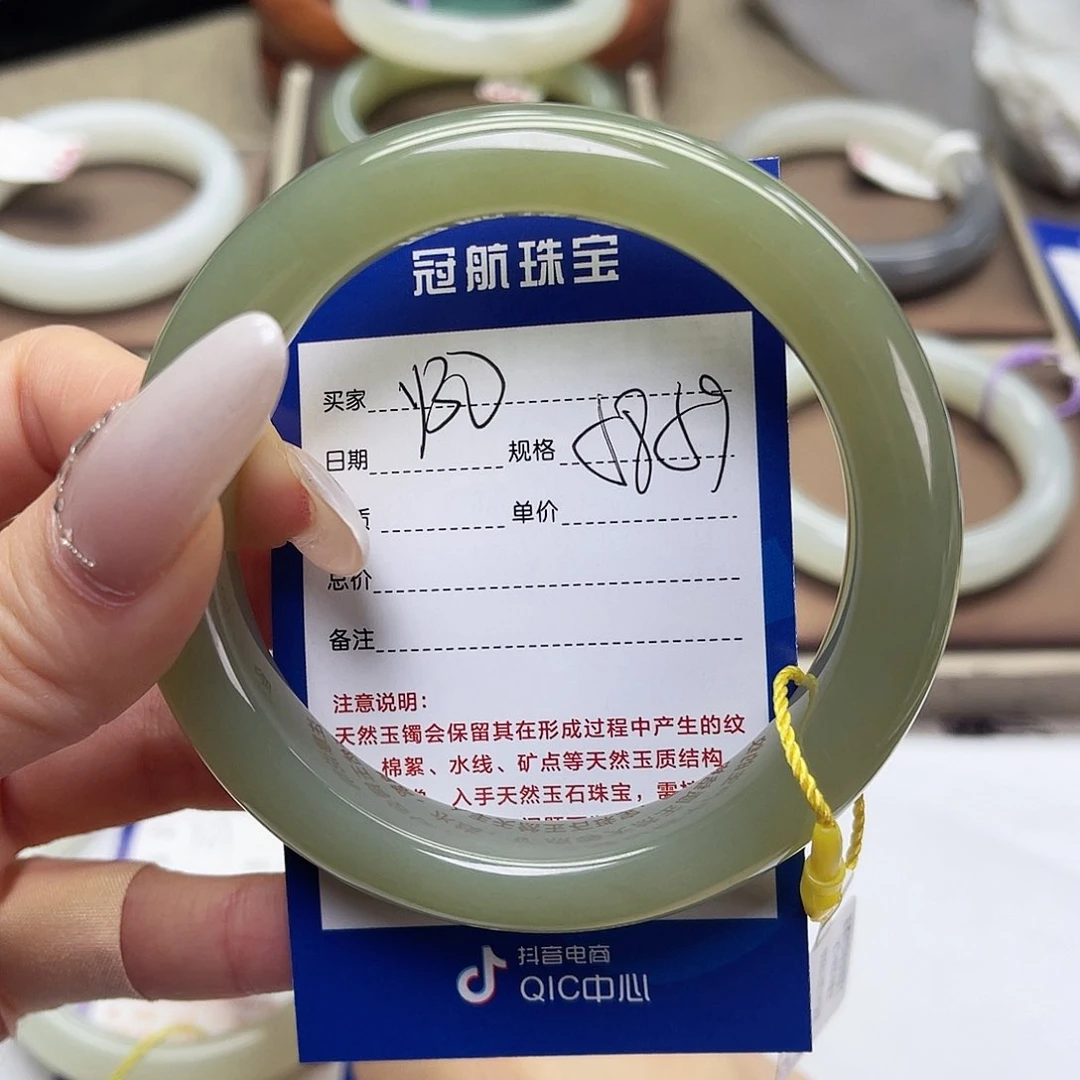 冠航珠宝
买家
日期 规格
单价
总价
备注
注意说明：
天然玉镯会保留其在形成过程中产生的纹
棉絮、水线、矿点等天然玉质结构
入手天然玉石珠宝，需
抖音电商
QIC中心